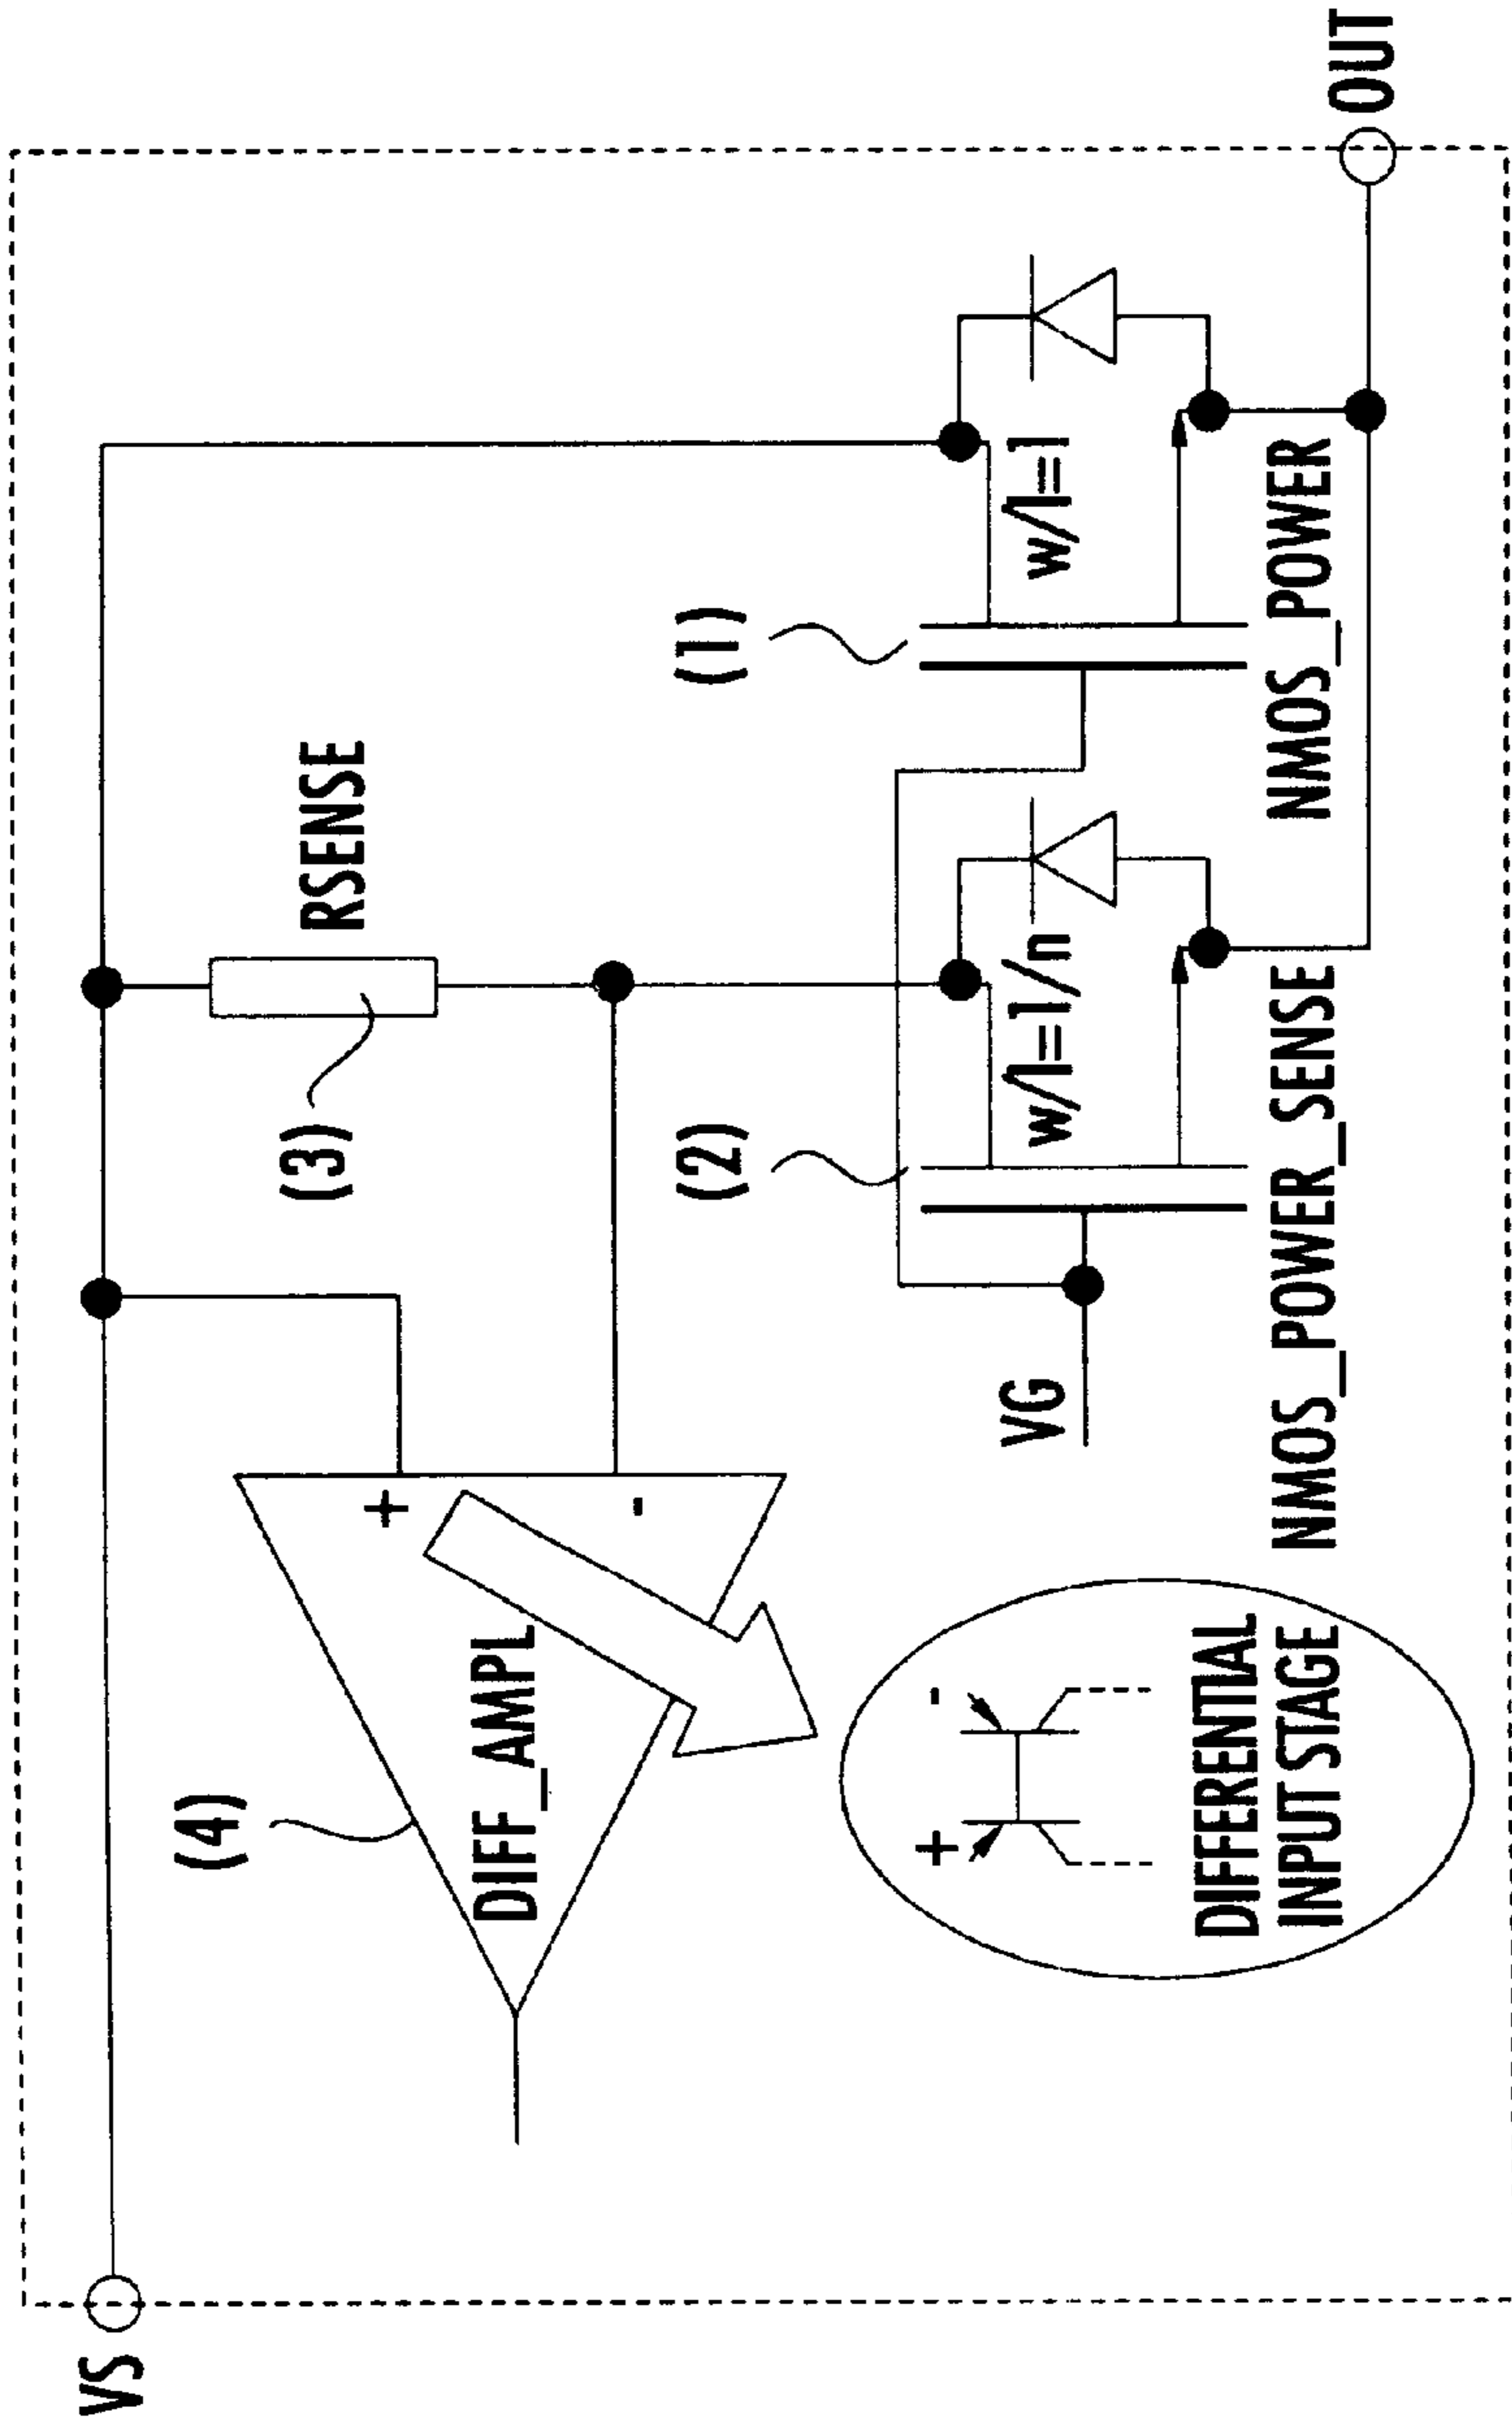 VS
(4)
DIFF_AMPL
+
-
(3)
RSENSE
(2)
w/l=1/n
(1)
w/l=1
VG
NMOS_POWER_SENSE
NMOS_POWER
OUT
+
-
DIFFERENTIAL
INPUT STAGE